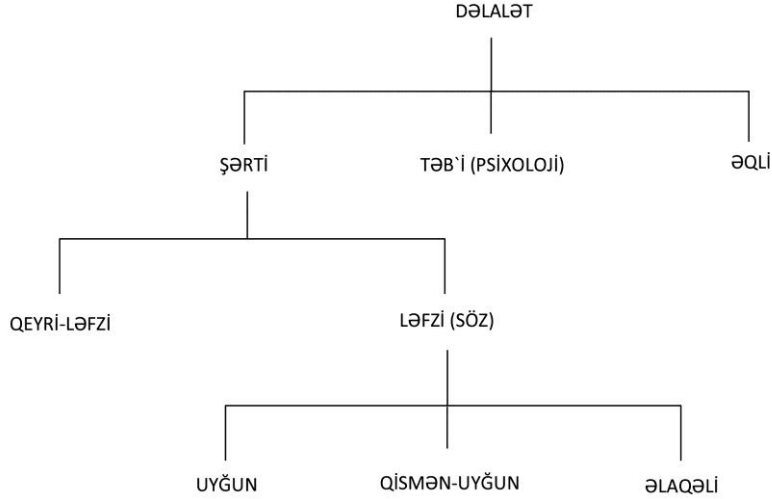 DƏLALƏT
ŞƏRTİ
TƏB`İ (PSİXOLOJİ)
ƏQLİ
QEYRİ-LƏFZİ
LƏFZİ (SÖZ)
UYĞUN
QİSMƏN-UYĞUN
ƏLAQƏLİ